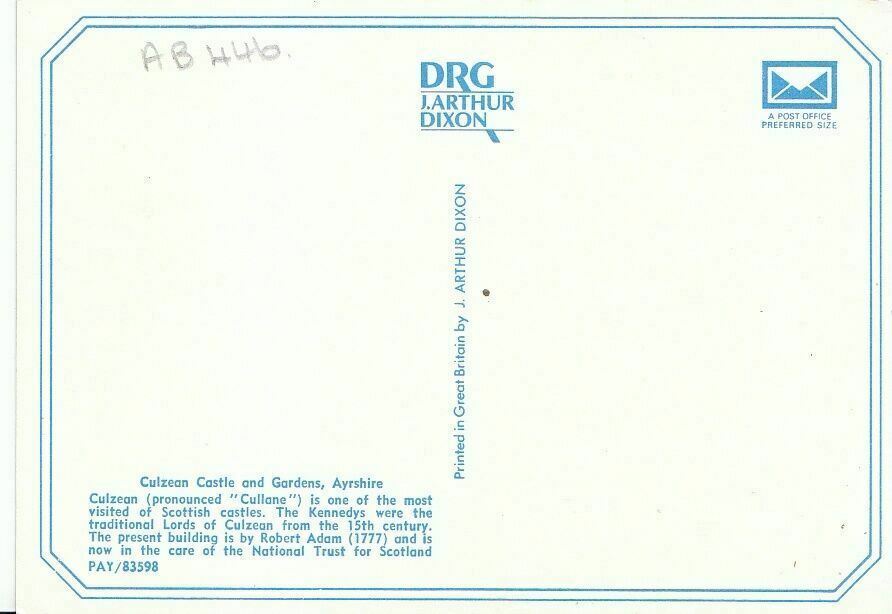 AB 446.
DRG
J.ARTHUR
DIXON
A POST OFFICE
PREFERRED SIZE
Printed in Great Britain by J. ARTHUR DIXON
Culzean Castle and Gardens, Ayrshire
Culzean (pronounced "Cullane") is one of the most
visited of Scottish castles. The Kennedys were the
traditional Lords of Culzean from the 15th century.
The present building is by Robert Adam (1777) and is
now in the care of the National Trust for Scotland
PAY/83598